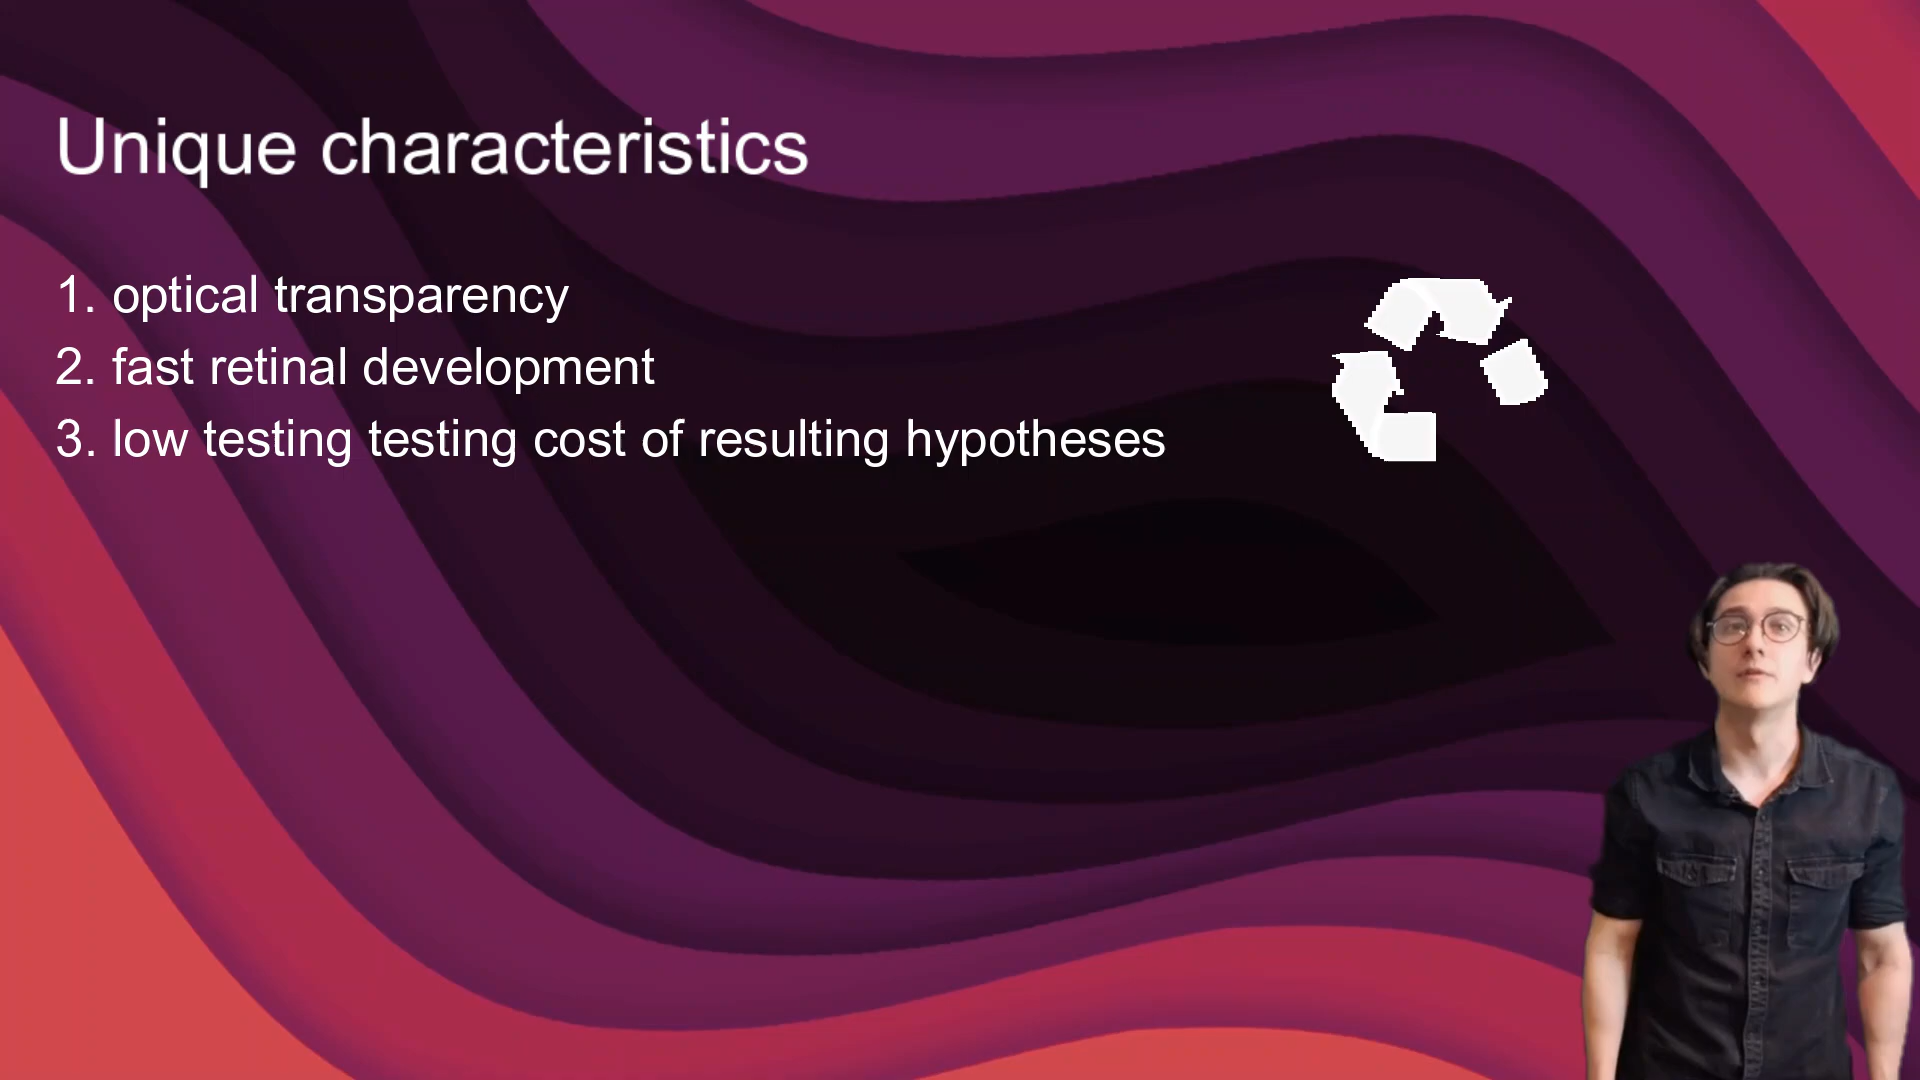 Unique characteristics
1. optical transparency
2. fast retinal development
3. low testing testing cost of resulting hypotheses